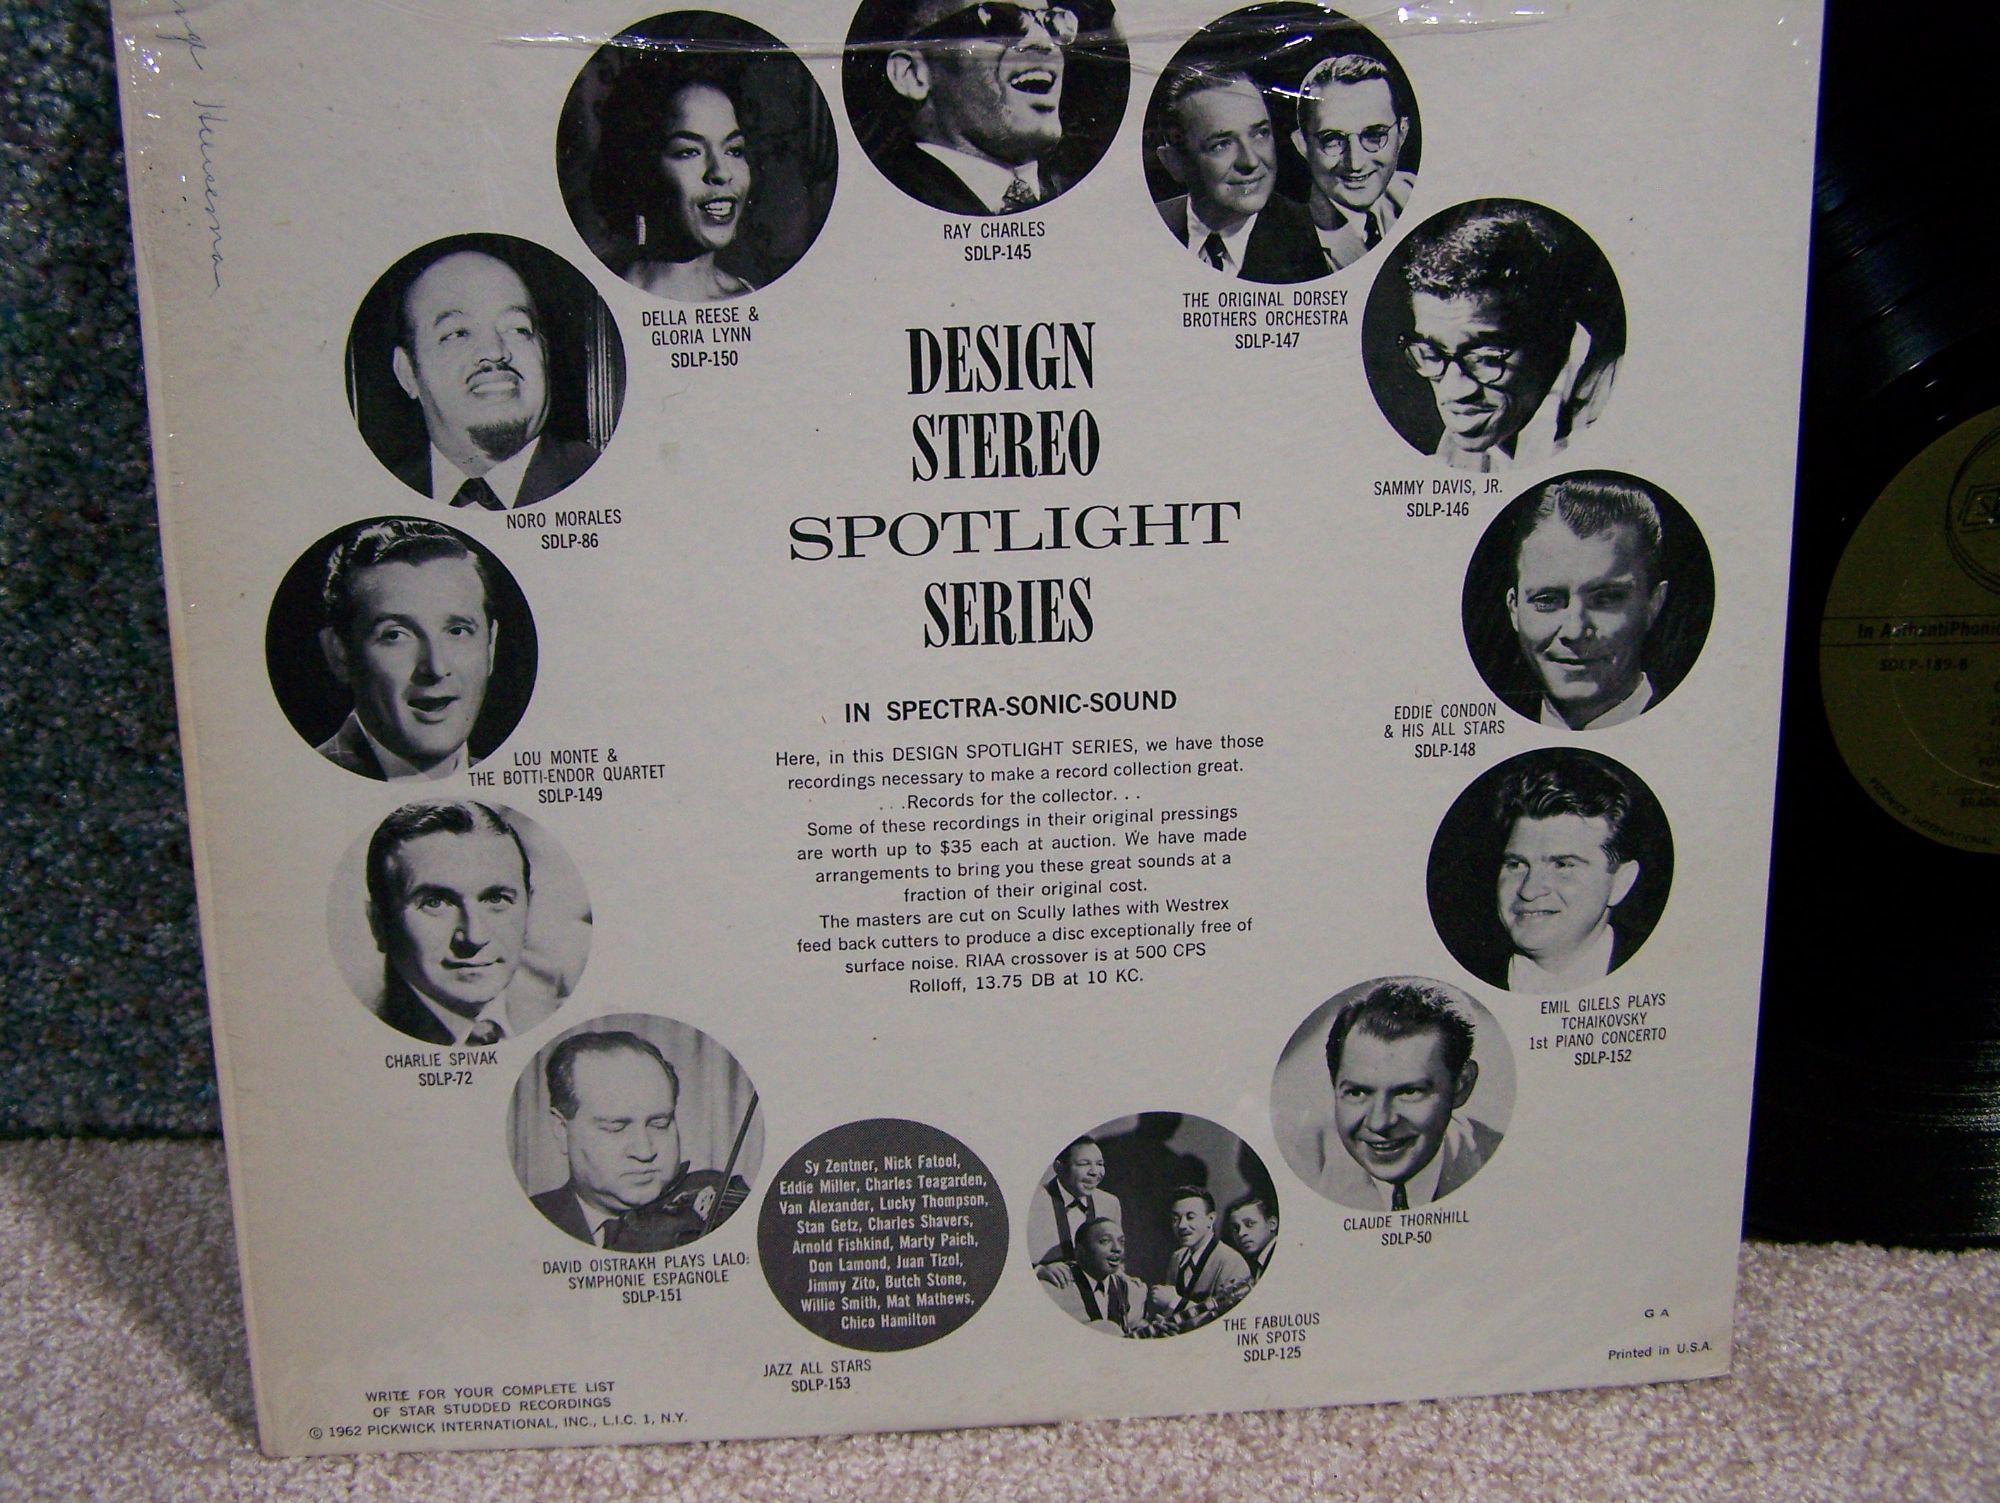 RAY CHARLES
SDLP-145
DELLA REESE &
GLORIA LYNN
SDLP-150
THE ORIGINAL DORSEY
BROTHERS ORCHESTRA
SDLP-147
NORO MORALES
SDLP-86
SAMMY DAVIS, JR.
SDLP-146
DESIGN
STEREO
SPOTLIGHT
SERIES
IN SPECTRA-SONIC-SOUND
Here, in this DESIGN SPOTLIGHT SERIES, we have those
recordings necessary to make a record collection great.
. . .Records for the collector. . .
Some of these recordings in their original pressings
are worth up to $35 each at auction. We have made
arrangements to bring you these great sounds at a
fraction of their original cost.
The masters are cut on Scully lathes with Westrex
feed back cutters to produce a disc exceptionally free of
surface noise. RIAA crossover is at 500 CPS
Rolloff, 13.75 DB at 10 KC.
LOU MONTE &
THE BOTTI-ENDOR QUARTET
SDLP-149
EDDIE CONDON
& HIS ALL STARS
SDLP-148
CHARLIE SPIVAK
SDLP-72
EMIL GILELS PLAYS
TCHAIKOVSKY
1st PIANO CONCERTO
SDLP-152
DAVID OISTRAKH PLAYS LALO:
SYMPHONIE ESPAGNOLE
SDLP-151
Sy Zentner, Nick Fatool,
Eddie Miller, Charles Teagarden,
Van Alexander, Lucky Thompson,
Stan Getz, Charles Shavers,
Arnold Fishkind, Marty Paich,
Don Lamond, Juan Tizol,
Jimmy Zito, Butch Stone,
Willie Smith, Mat Mathews,
Chico Hamilton
JAZZ ALL STARS
SDLP-153
THE FABULOUS
INK SPOTS
SDLP-125
CLAUDE THORNHILL
SDLP-50
WRITE FOR YOUR COMPLETE LIST
OF STAR STUDDED RECORDINGS
© 1962 PICKWICK INTERNATIONAL, INC., L.I.C. 1, N.Y.
G A
Printed in U.S.A.
In AuthentiPhonic
SDLP-189-B
PICKWICK INTERNATIONAL